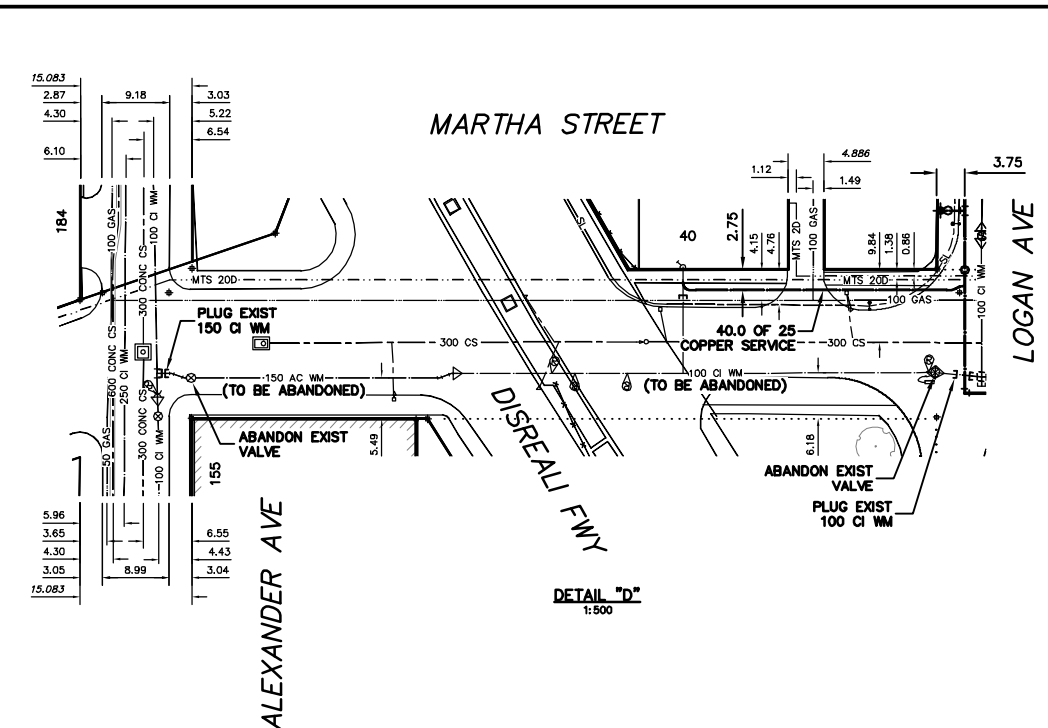 15.083
2.87
9.18
3.03
4.30
5.22
6.54
6.10
MARTHA STREET
4.886
1.12
1.49
3.75
184
100 GAS
300 CONC CS
100 CI WM
SL
40
2.75
4.15
4.76
MTS 2D
100 GAS
9.84
1.38
0.86
SL
LOGAN AVE
MTS 20D
MTS 20D
100 GAS
100 CI WM
PLUG EXIST
150 CI WM
40.0 OF 25
COPPER SERVICE
300 CS
300 CS
600 CONC CS
250 CI WM
150 AC WM
(TO BE ABANDONED)
100 CI WM
(TO BE ABANDONED)
50 GAS
300 CONC CS
100 CI WM
ABANDON EXIST
VALVE
155
5.49
DISREALI FWY
6.18
ABANDON EXIST
VALVE
PLUG EXIST
100 CI WM
5.96
3.65
6.55
4.30
4.43
3.05
8.99
3.04
15.083
ALEXANDER AVE
DETAIL "D"
1:500